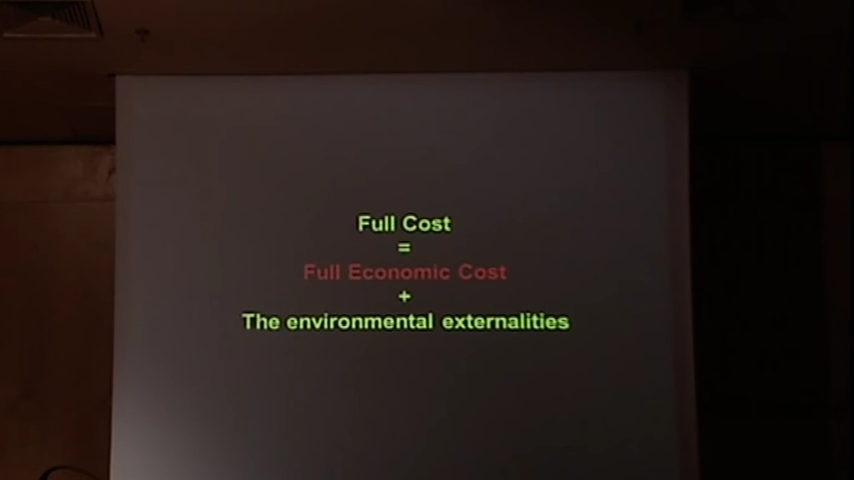 Full Cost
=
Full Economic Cost
+
The environmental externalities